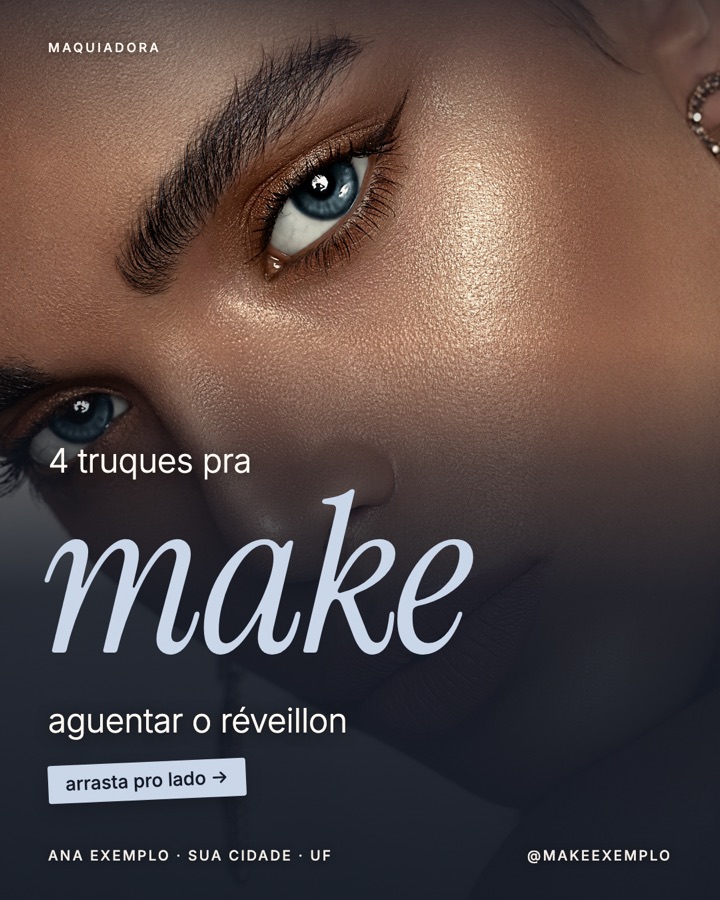 MAQUIADORA
4 truques pra
make
aguentar o réveillon
arrasta pro lado →
ANA EXEMPLO · SUA CIDADE · UF
@MAKEEXEMPLO